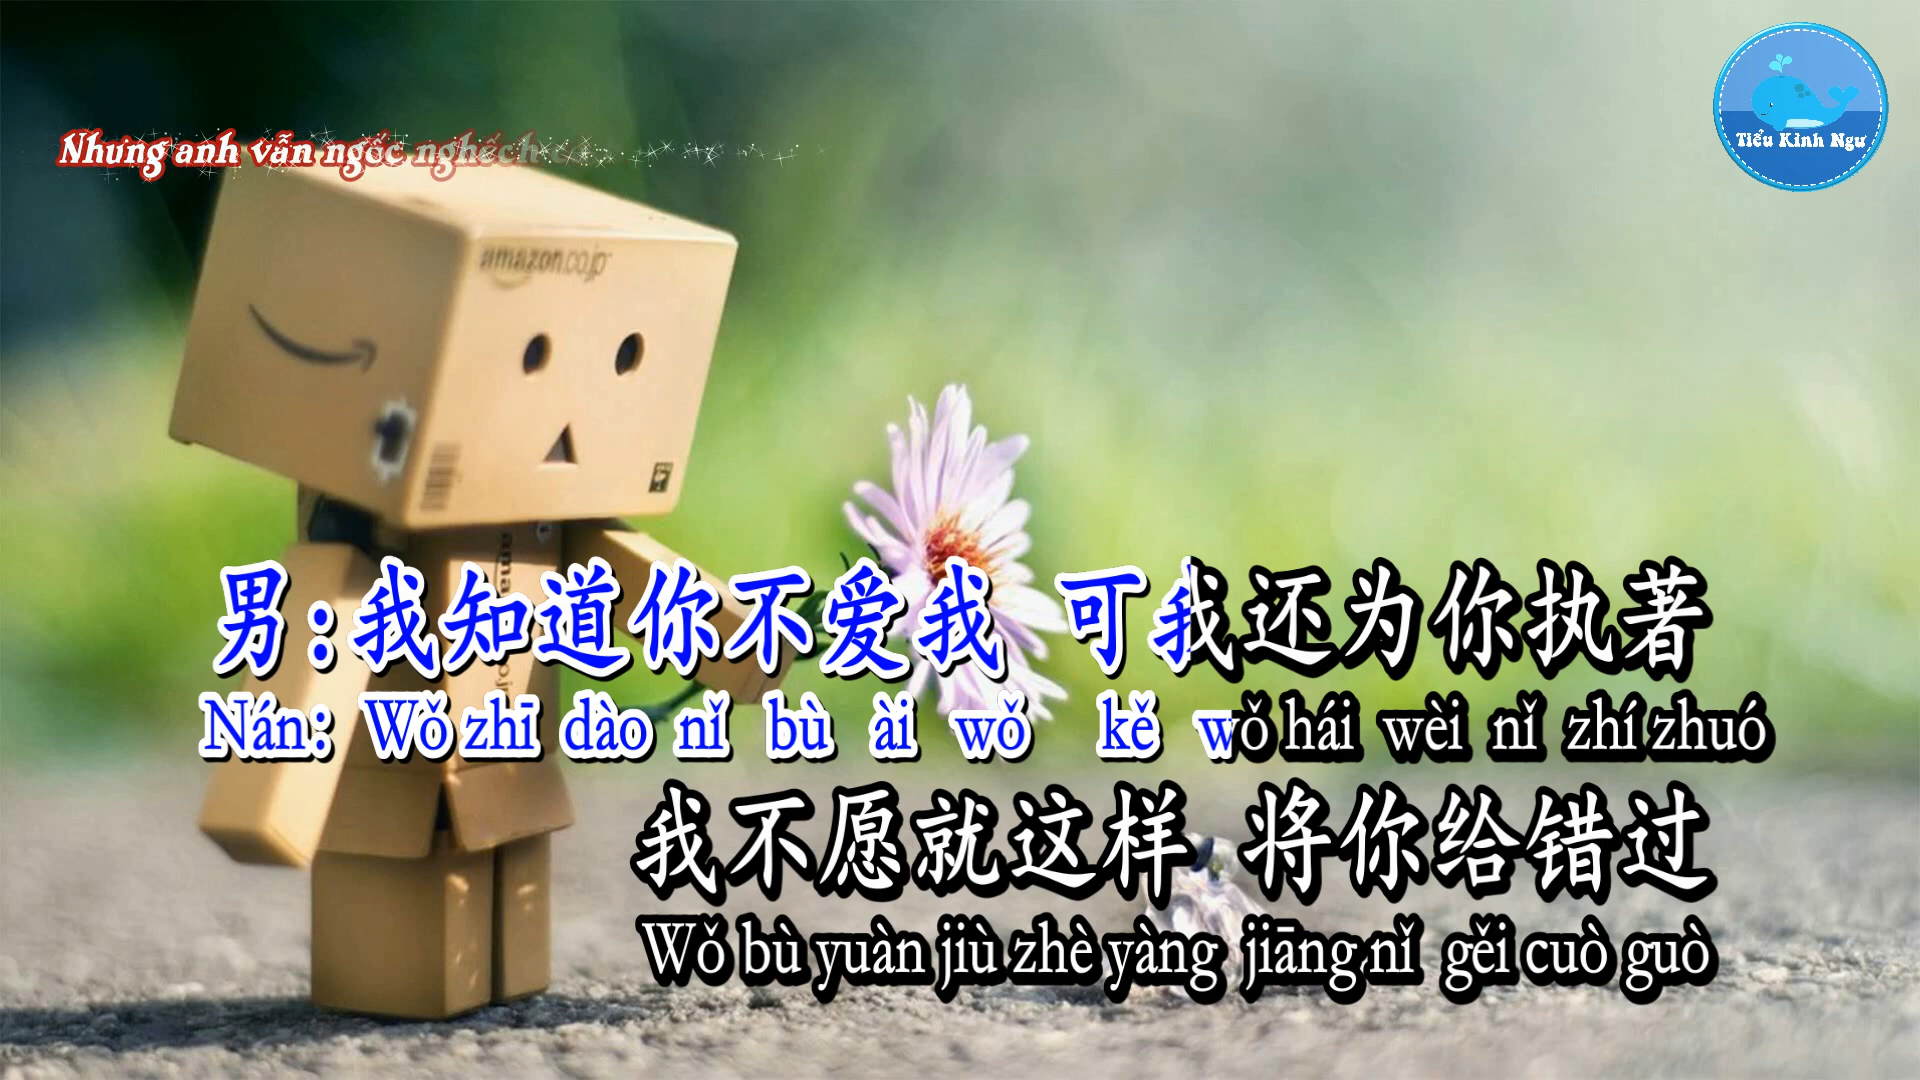 Tiểu Kình Ngư
Nhưng anh vẫn ngốc nghếch
amazon.co.jp
男:我知道你不爱我 可我还为你执著
Nán: Wǒ zhī dào nǐ bù ài wǒ kě wǒ hái wèi nǐ zhí zhuó
我不愿就这样 将你给错过
Wǒ bù yuàn jiù zhè yàng jiāng nǐ gěi cuò guò